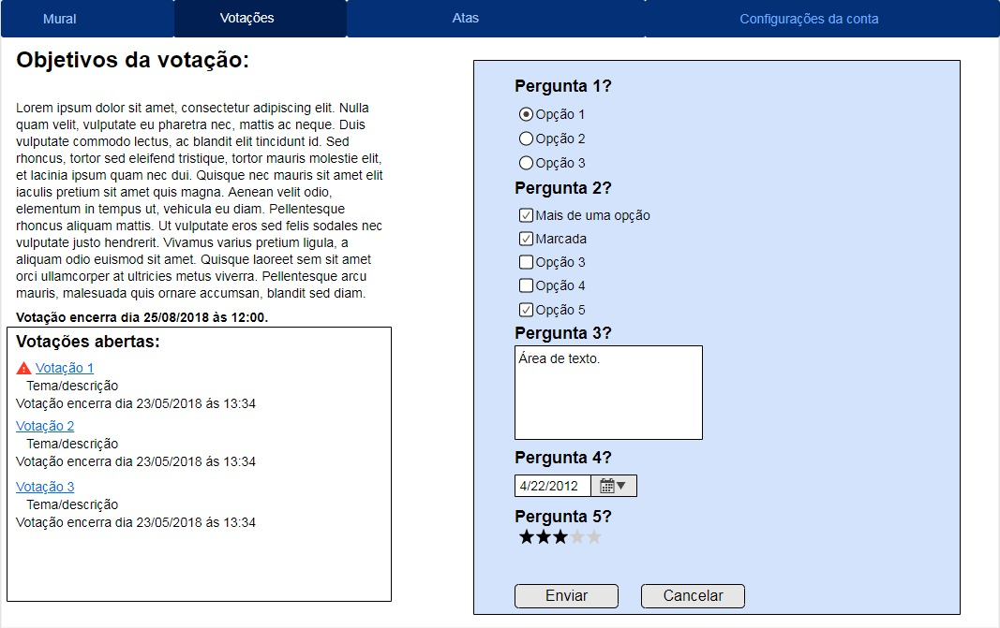 Mural
Votações
Atas
Configurações da conta
Objetivos da votação:
Lorem ipsum dolor sit amet, consectetur adipiscing elit. Nulla
quam velit, vulputate eu pharetra nec, mattis ac neque. Duis
vulputate commodo lectus, ac blandit elit tincidunt id. Sed
rhoncus, tortor sed eleifend tristique, tortor mauris molestie elit,
et lacinia ipsum quam nec dui. Quisque nec mauris sit amet elit
iaculis pretium sit amet quis magna. Aenean velit odio,
elementum in tempus ut, vehicula eu diam. Pellentesque
rhoncus aliquam mattis. Ut vulputate eros sed felis sodales nec
vulputate justo hendrerit. Vivamus varius pretium ligula, a
aliquam odio euismod sit amet. Quisque laoreet sem sit amet
orci ullamcorper at ultricies metus viverra. Pellentesque arcu
mauris, malesuada quis ornare accumsan, blandit sed diam.
Votação encerra dia 25/08/2018 às 12:00.
Votações abertas:
Votação 1
Tema/descrição
Votação encerra dia 23/05/2018 ás 13:34
Votação 2
Tema/descrição
Votação encerra dia 23/05/2018 ás 13:34
Votação 3
Tema/descrição
Votação encerra dia 23/05/2018 ás 13:34
Pergunta 1?
Opção 1
Opção 2
Opção 3
Pergunta 2?
Mais de uma opção
Marcada
Opção 3
Opção 4
Opção 5
Pergunta 3?
Área de texto.
Pergunta 4?
4/22/2012
Pergunta 5?
Enviar
Cancelar